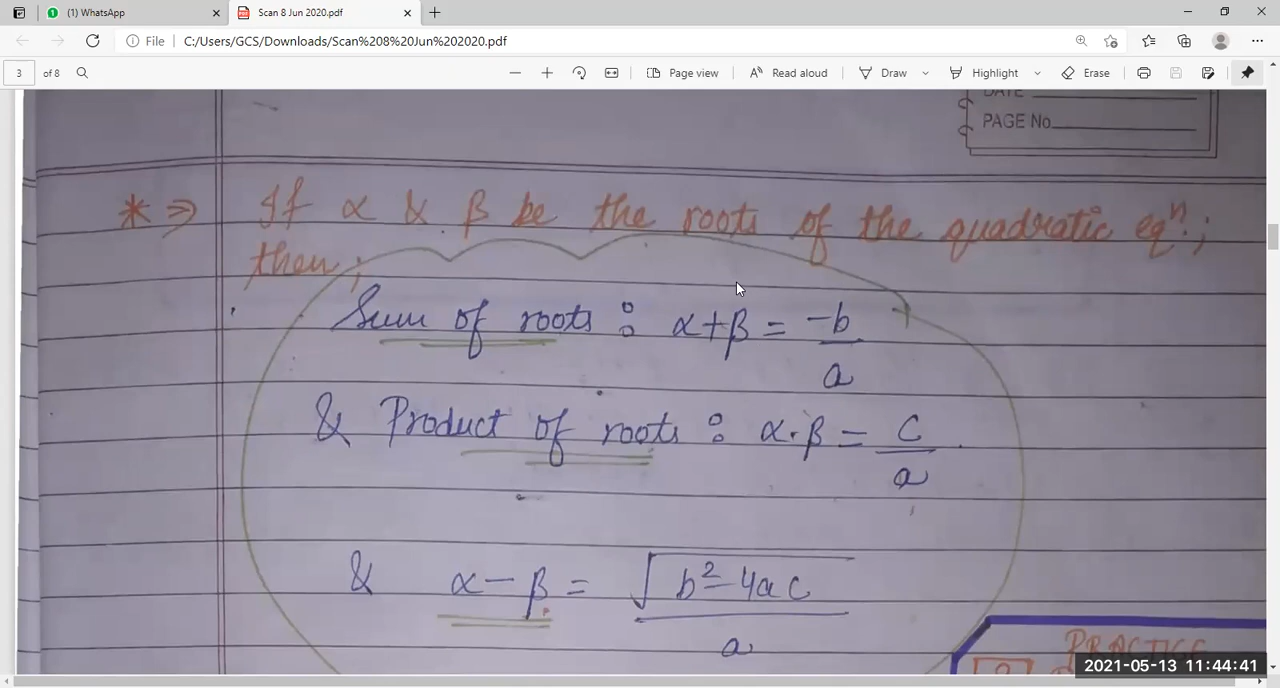 (1) WhatsApp
Scan 8 Jun 2020.pdf
File C:/Users/GCS/Downloads/Scan%208%20Jun%202020.pdf
3 of 8 Page view Read aloud Draw Highlight Erase
DATE
PAGE No.
* ⇒ If α & β be the roots of the quadratic eqⁿ.;
then;
Sum of roots : α+β = -b/a
& Product of roots : α.β = c/a
& α-β = √(b²-4ac)/a
PRACTICE
2021-05-13 11:44:41